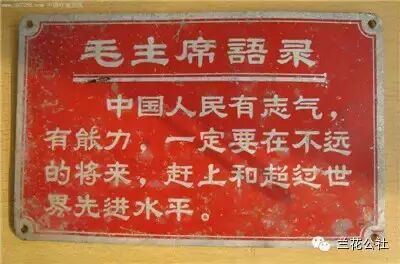 毛主席語录
中国人民有志气，
有能力，一定要在不远
的将来，赶上和超过世
界先进水平。
兰花公社